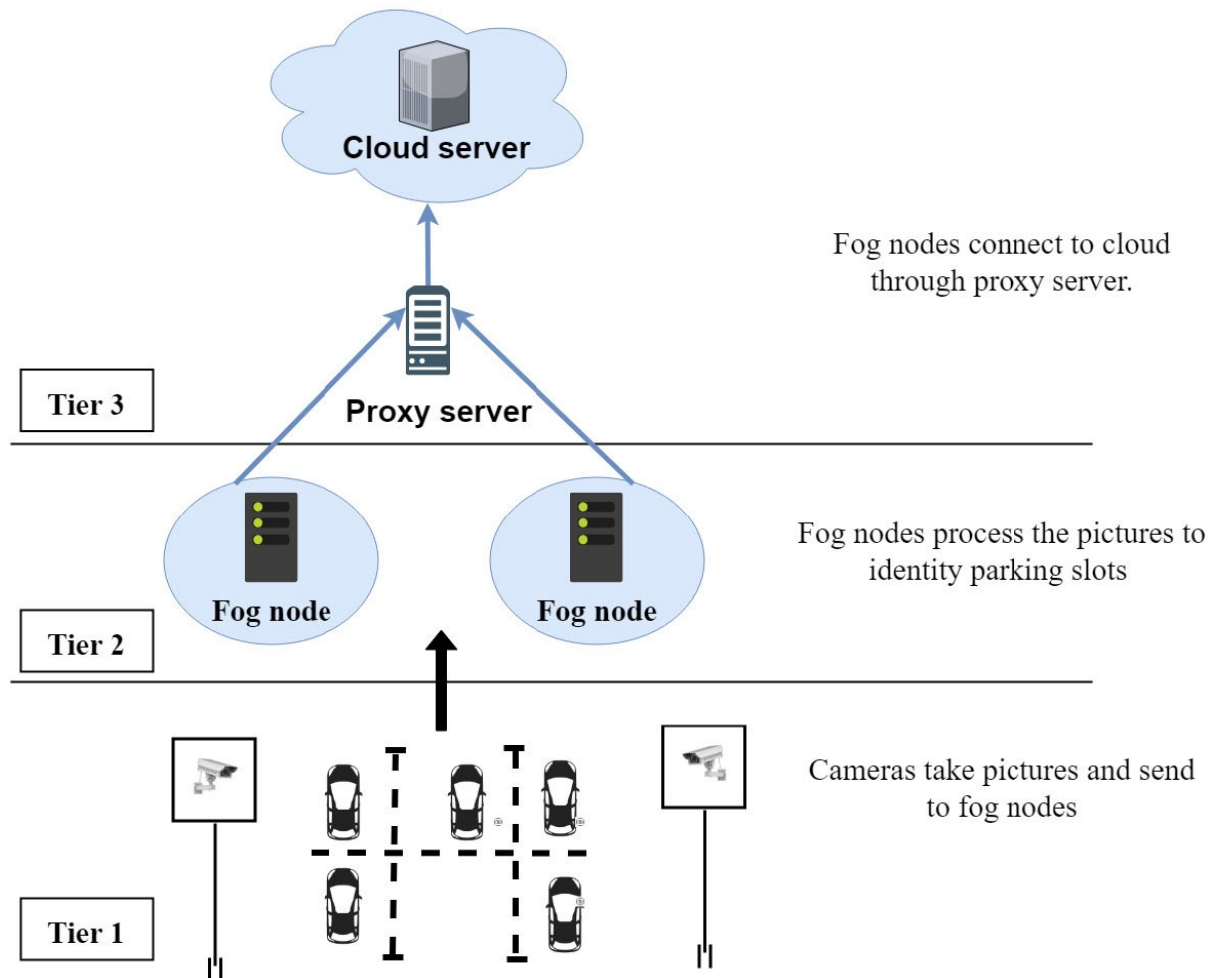 Cloud server
Fog nodes connect to cloud
through proxy server.
Tier 3
Proxy server
Fog node
Fog node
Fog nodes process the pictures to
identity parking slots
Tier 2
Cameras take pictures and send
to fog nodes
Tier 1